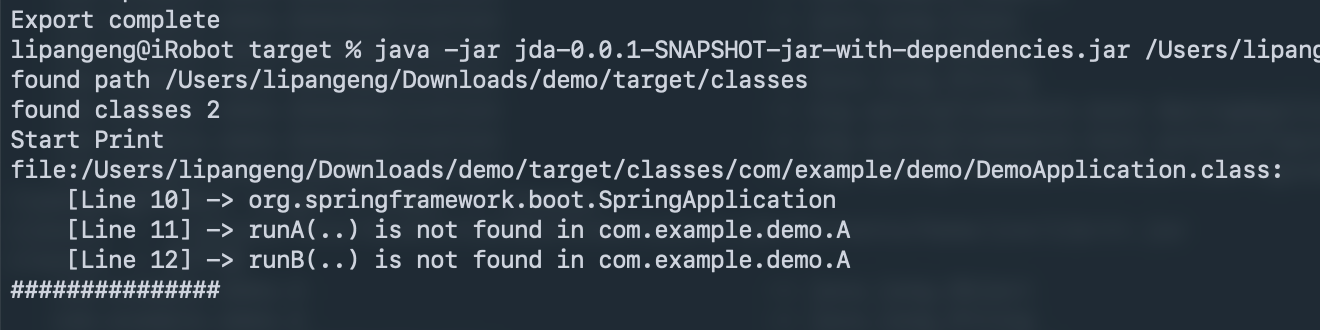 Export complete
lipangeng@iRobot target % java -jar jda-0.0.1-SNAPSHOT-jar-with-dependencies.jar /Users/lipang
found path /Users/lipangeng/Downloads/demo/target/classes
found classes 2
Start Print
file:/Users/lipangeng/Downloads/demo/target/classes/com/example/demo/DemoApplication.class:
    [Line 10] -> org.springframework.boot.SpringApplication
    [Line 11] -> runA(..) is not found in com.example.demo.A
    [Line 12] -> runB(..) is not found in com.example.demo.A
###############